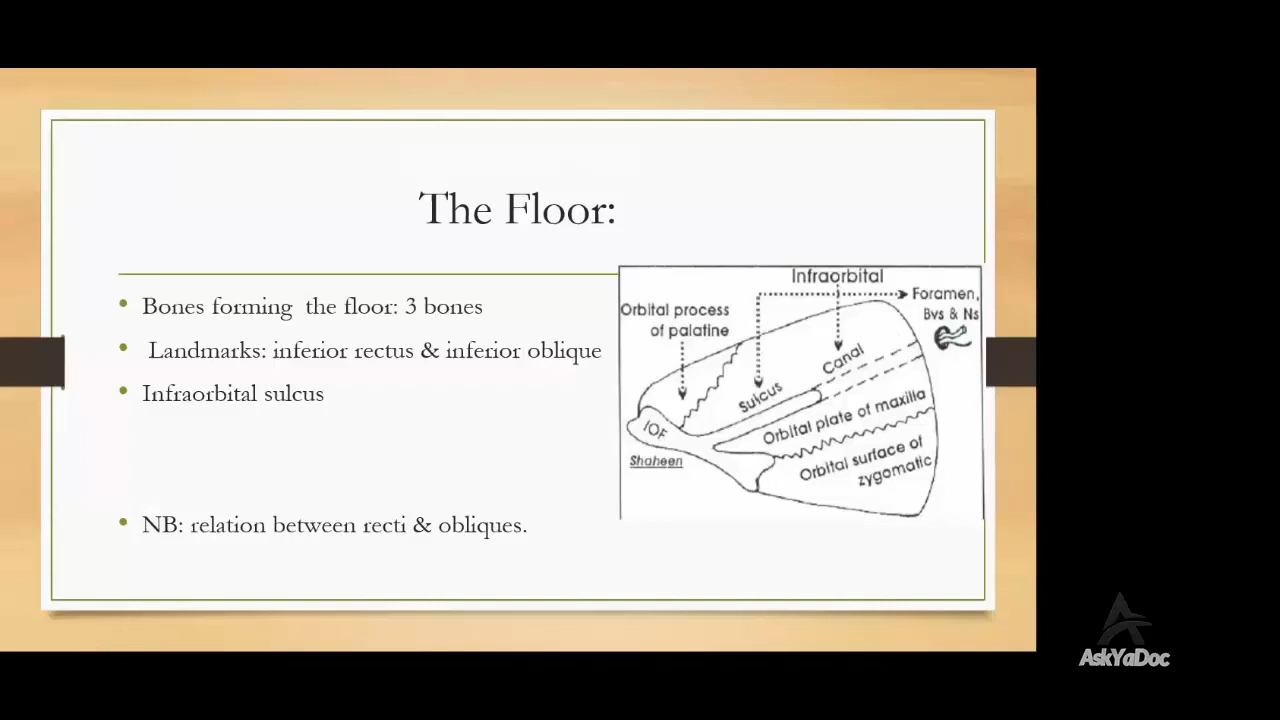 The Floor:
Bones forming the floor: 3 bones
Landmarks: inferior rectus & inferior oblique
Infraorbital sulcus
NB: relation between recti & obliques.
Infraorbital
Orbital process
of palatine
Foramen,
Bvs & Ns
Canal
Sulcus
IOF
Orbital plate of maxilla
Orbital surface of
zygomatic
Shaheen
AskYaDoc